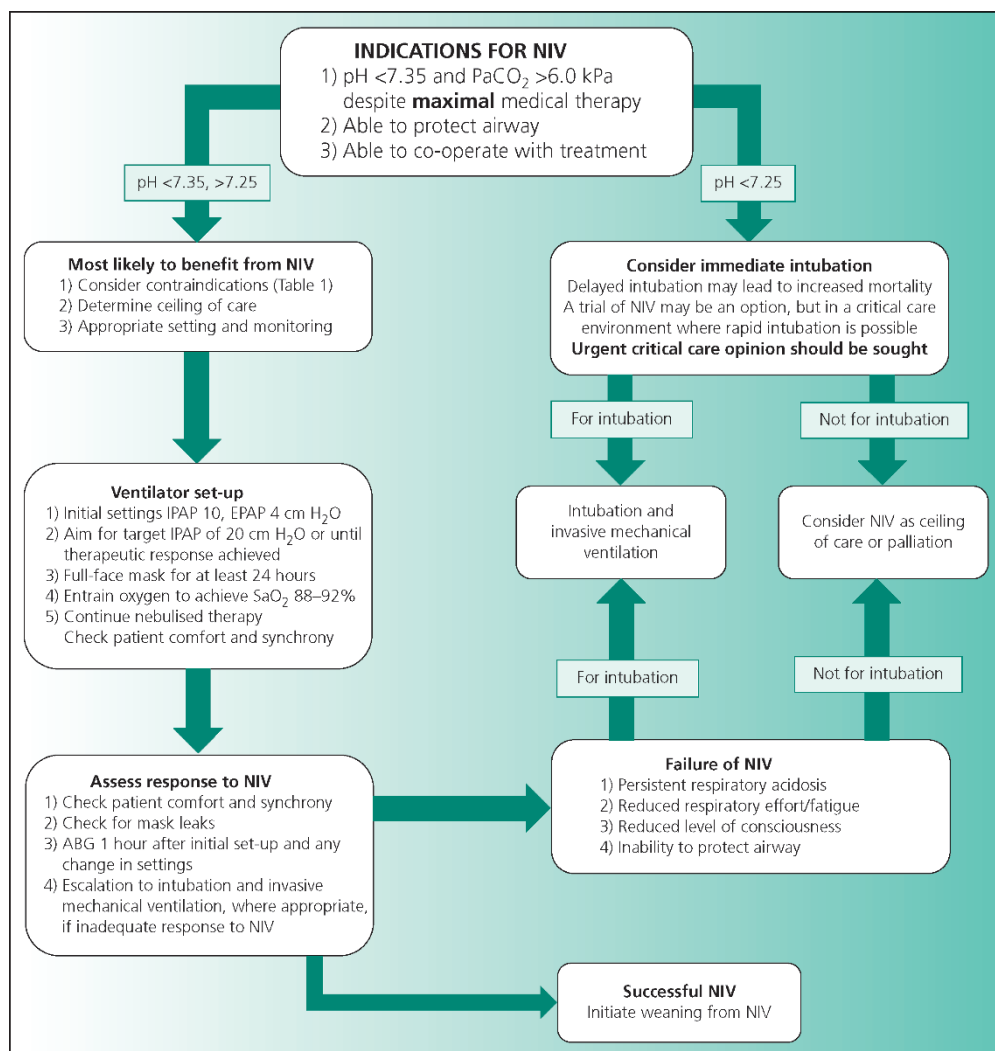 INDICATIONS FOR NIV
1) pH <7.35 and PaCO₂ >6.0 kPa
despite maximal medical therapy
2) Able to protect airway
3) Able to co-operate with treatment
pH <7.35, >7.25
pH <7.25
Most likely to benefit from NIV
1) Consider contraindications (Table 1)
2) Determine ceiling of care
3) Appropriate setting and monitoring
Consider immediate intubation
Delayed intubation may lead to increased mortality
A trial of NIV may be an option, but in a critical care
environment where rapid intubation is possible
Urgent critical care opinion should be sought
For intubation
Not for intubation
Ventilator set-up
1) Initial settings IPAP 10, EPAP 4 cm H₂O
2) Aim for target IPAP of 20 cm H₂O or until
therapeutic response achieved
3) Full-face mask for at least 24 hours
4) Entrain oxygen to achieve SaO₂ 88–92%
5) Continue nebulised therapy
Check patient comfort and synchrony
Intubation and
invasive mechanical
ventilation
Consider NIV as ceiling
of care or palliation
For intubation
Not for intubation
Assess response to NIV
1) Check patient comfort and synchrony
2) Check for mask leaks
3) ABG 1 hour after initial set-up and any
change in settings
4) Escalation to intubation and invasive
mechanical ventilation, where appropriate,
if inadequate response to NIV
Failure of NIV
1) Persistent respiratory acidosis
2) Reduced respiratory effort/fatigue
3) Reduced level of consciousness
4) Inability to protect airway
Successful NIV
Initiate weaning from NIV